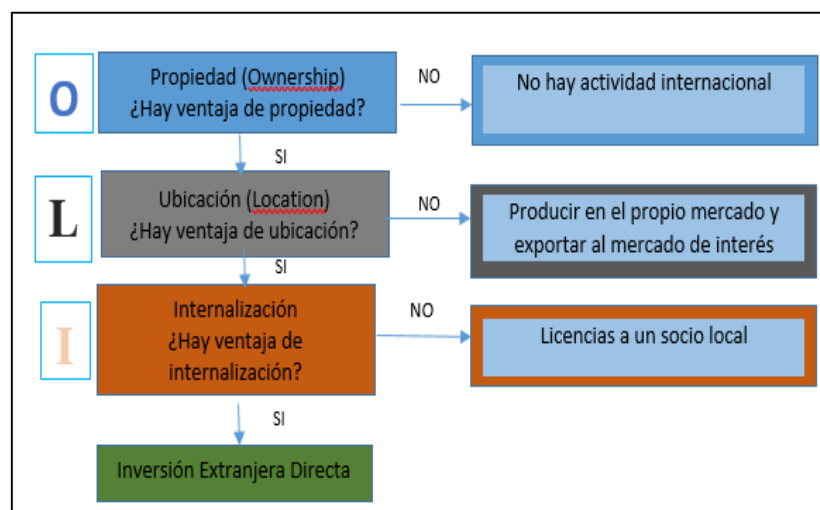 O
Propiedad (Ownership)
¿Hay ventaja de propiedad?
NO
No hay actividad internacional
SI
L
Ubicación (Location)
¿Hay ventaja de ubicación?
NO
Producir en el propio mercado y
exportar al mercado de interés
SI
I
Internalización
¿Hay ventaja de
internalización?
NO
Licencias a un socio local
SI
Inversión Extranjera Directa